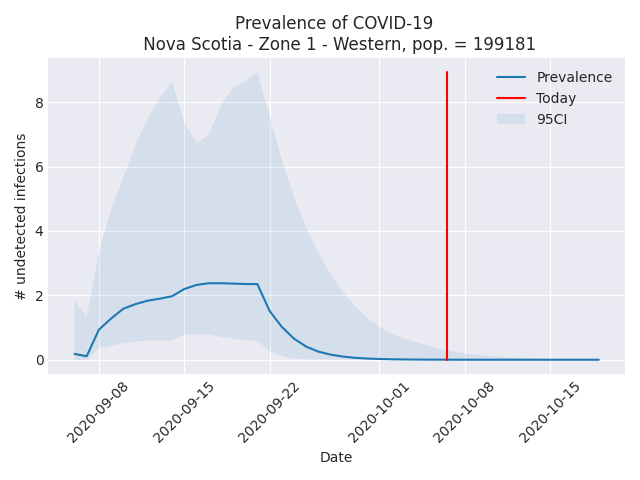 Prevalence of COVID-19
Nova Scotia - Zone 1 - Western, pop. = 199181
Prevalence
Today
95CI
# undetected infections
8
6
4
2
0
2020-09-08
2020-09-15
2020-09-22
2020-10-01
2020-10-08
2020-10-15
Date